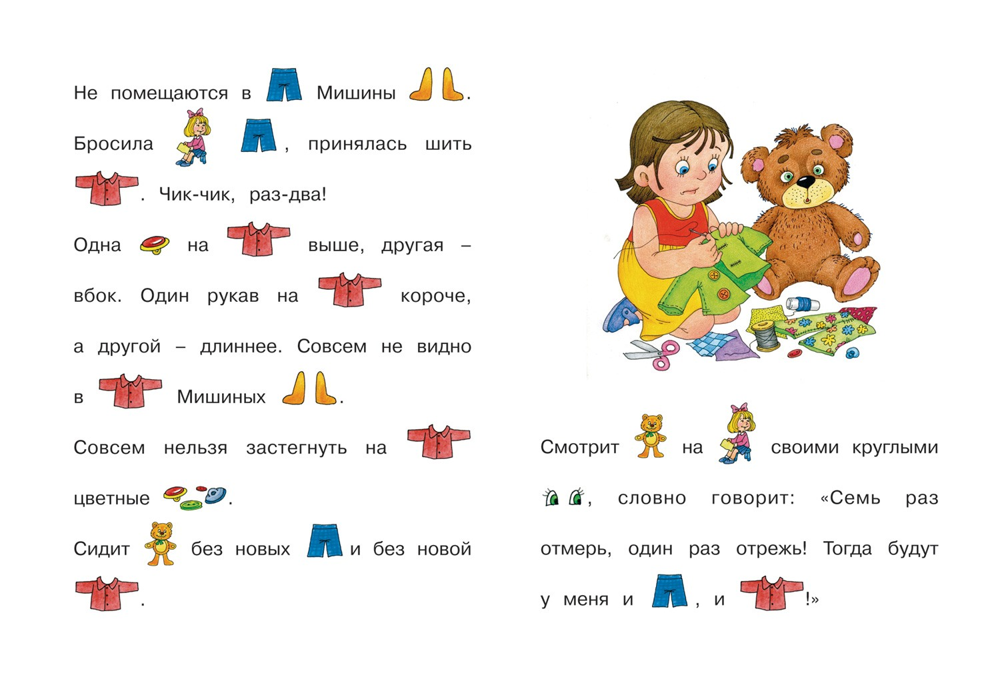 Не помещаются в Мишины .
Бросила , принялась шить
. Чик-чик, раз-два!
Одна на выше, другая –
вбок. Один рукав на короче,
а другой – длиннее. Совсем не видно
в Мишиных .
Совсем нельзя застегнуть на
цветные .
Сидит без новых и без новой
.
Смотрит на своими круглыми
, словно говорит: «Семь раз
отмерь, один раз отрежь! Тогда будут
у меня и , и !»